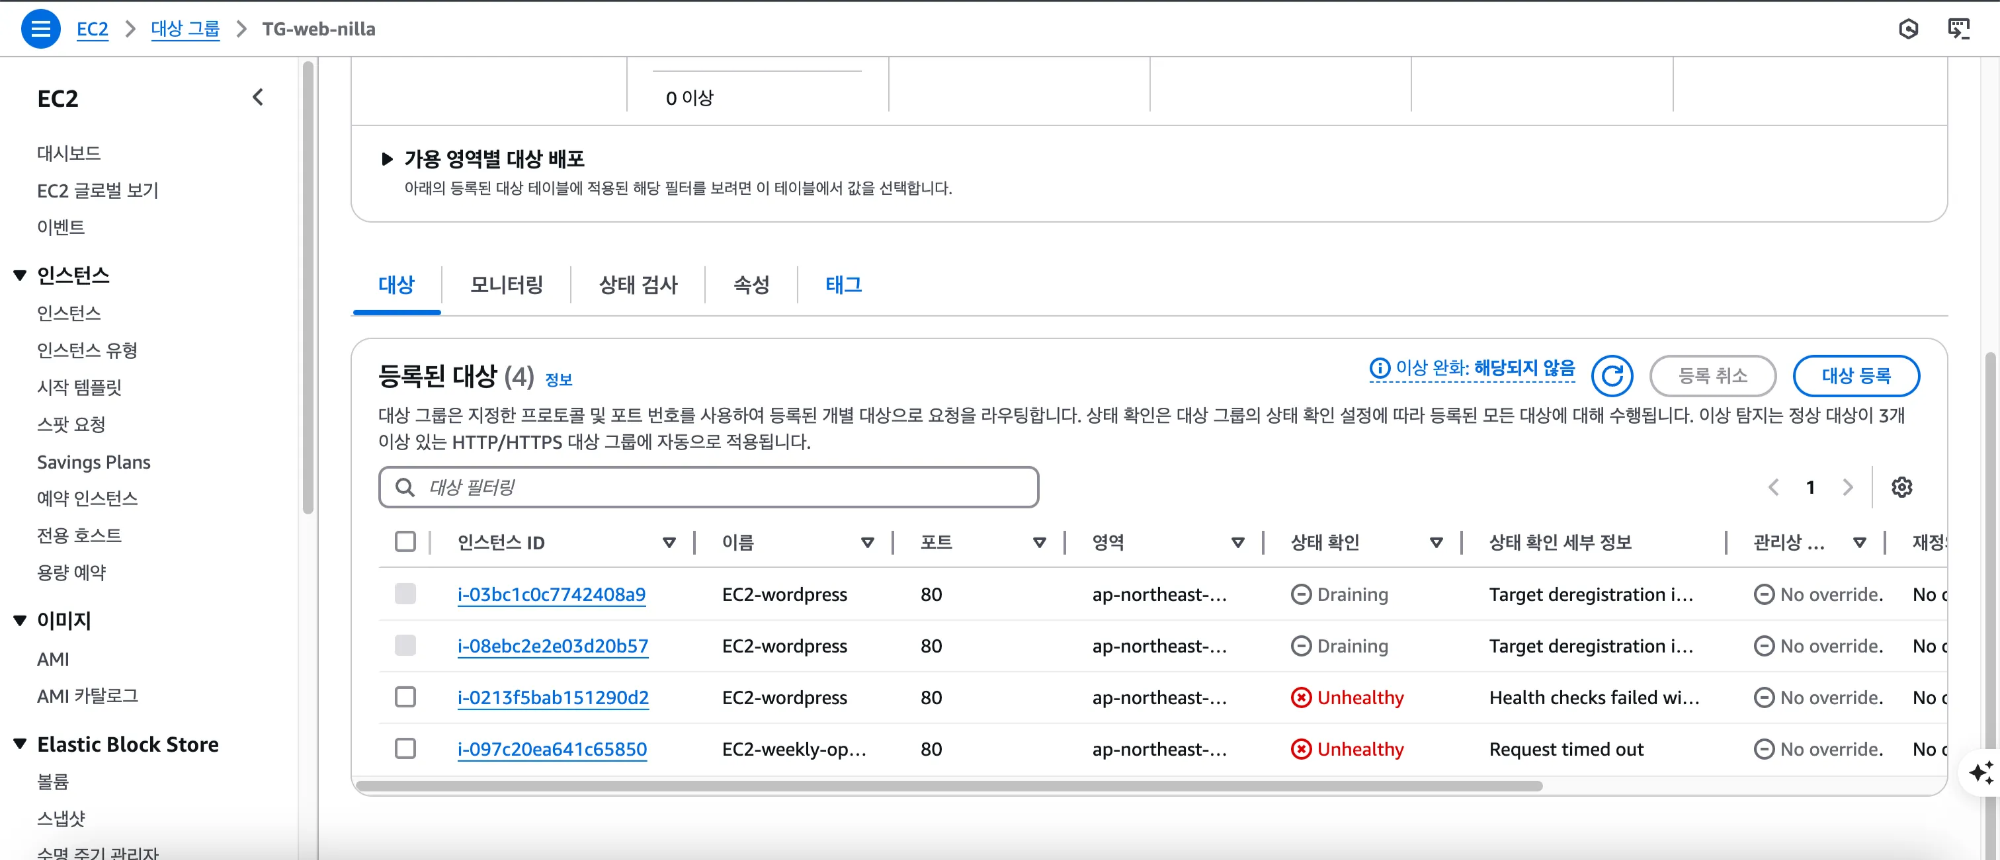 EC2 > 대상 그룹 > TG-web-nilla
EC2
대시보드
EC2 글로벌 보기
이벤트
인스턴스
인스턴스
인스턴스 유형
시작 템플릿
스팟 요청
Savings Plans
예약 인스턴스
전용 호스트
용량 예약
이미지
AMI
AMI 카탈로그
Elastic Block Store
볼륨
스냅샷
수명 주기 관리자
0 이상
가용 영역별 대상 배포
아래의 등록된 대상 테이블에 적용된 해당 필터를 보려면 이 테이블에서 값을 선택합니다.
대상 모니터링 상태 검사 속성 태그
등록된 대상 (4) 정보
이상 완화: 해당되지 않음 등록 취소 대상 등록
대상 그룹은 지정한 프로토콜 및 포트 번호를 사용하여 등록된 개별 대상으로 요청을 라우팅합니다. 상태 확인은 대상 그룹의 상태 확인 설정에 따라 등록된 모든 대상에 대해 수행됩니다. 이상 탐지는 정상 대상이 3개
이상 있는 HTTP/HTTPS 대상 그룹에 자동으로 적용됩니다.
대상 필터링
1
인스턴스 ID 이름 포트 영역 상태 확인 상태 확인 세부 정보 관리상 ...
i-03bc1c0c7742408a9 EC2-wordpress 80 ap-northeast-... Draining Target deregistration i... No override. No
i-08ebc2e2e03d20b57 EC2-wordpress 80 ap-northeast-... Draining Target deregistration i... No override. No
i-0213f5bab151290d2 EC2-wordpress 80 ap-northeast-... Unhealthy Health checks failed wi... No override. No
i-097c20ea641c65850 EC2-weekly-op... 80 ap-northeast-... Unhealthy Request timed out No override. No